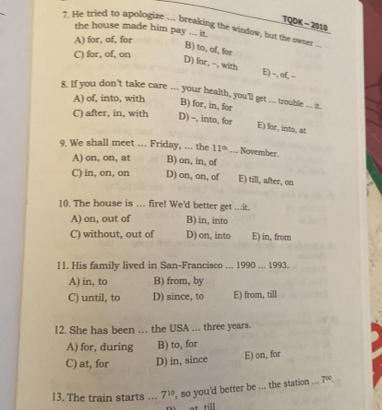 TQDK – 2010
7. He tried to apologize ... breaking the window, but the owner ...
the house made him pay ... it.
A) for, of, for
B) to, of, for
C) for, of, on
D) for, –, with
E) –, of, –
8. If you don't take care ... your health, you'll get ... trouble ... it.
A) of, into, with
B) for, in, for
C) after, in, with
D) –, into, for
E) for, into, at
9. We shall meet ... Friday, ... the 11th ... November.
A) on, on, at
B) on, in, of
C) in, on, on
D) on, on, of
E) till, after, on
10. The house is ... fire! We'd better get ...it.
A) on, out of
B) in, into
C) without, out of
D) on, into
E) in, from
11. His family lived in San-Francisco ... 1990 ... 1993.
A) in, to
B) from, by
C) until, to
D) since, to
E) from, till
12. She has been ... the USA ... three years.
A) for, during
B) to, for
C) at, for
D) in, since
E) on, for
13. The train starts ... 7¹⁰, so you'd better be ... the station ... 7⁰⁰.
at, till